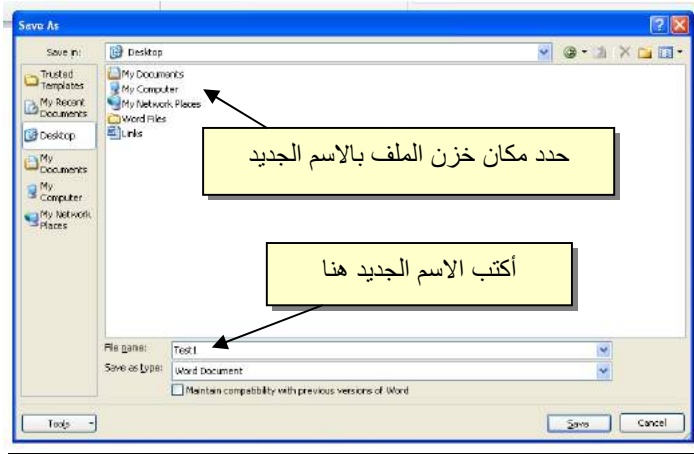 Save As
Save in:
Desktop
Trusted
Templates
My Recent
Documents
Desktop
My
Documents
My
Computer
My Network
Places
My Documents
My Computer
My Network Places
Word Files
Links
حدد مكان خزن الملف بالاسم الجديد
أكتب الاسم الجديد هنا
File name:
Test1
Save as type:
Word Document
Maintain compatibility with previous versions of Word
Tools
Save
Cancel